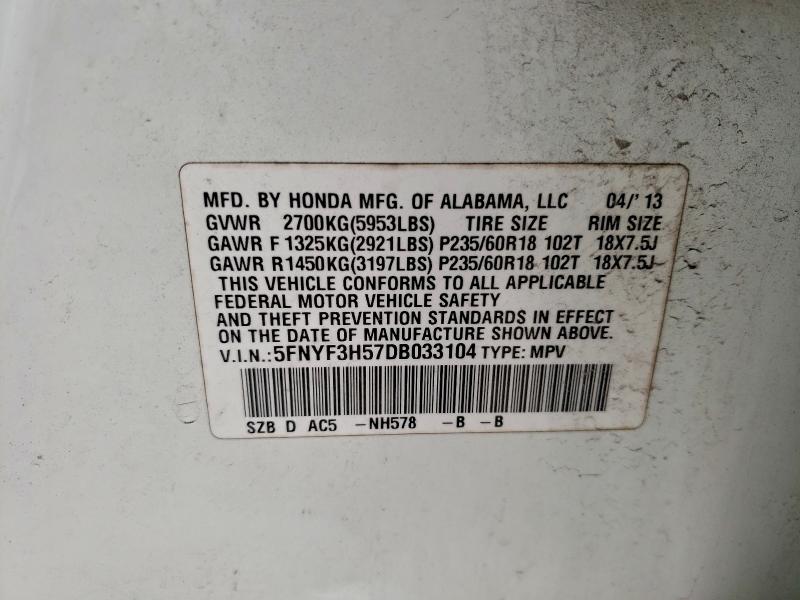 MFD. BY HONDA MFG. OF ALABAMA, LLC 04/'13
GVWR 2700KG(5953LBS) TIRE SIZE RIM SIZE
GAWR F 1325KG(2921LBS) P235/60R18 102T 18X7.5J
GAWR R1450KG(3197LBS) P235/60R18 102T 18X7.5J
THIS VEHICLE CONFORMS TO ALL APPLICABLE
FEDERAL MOTOR VEHICLE SAFETY
AND THEFT PREVENTION STANDARDS IN EFFECT
ON THE DATE OF MANUFACTURE SHOWN ABOVE.
V.I.N.: 5FNYF3H57DB033104 TYPE: MPV
SZB D AC5 -NH578 -B -B